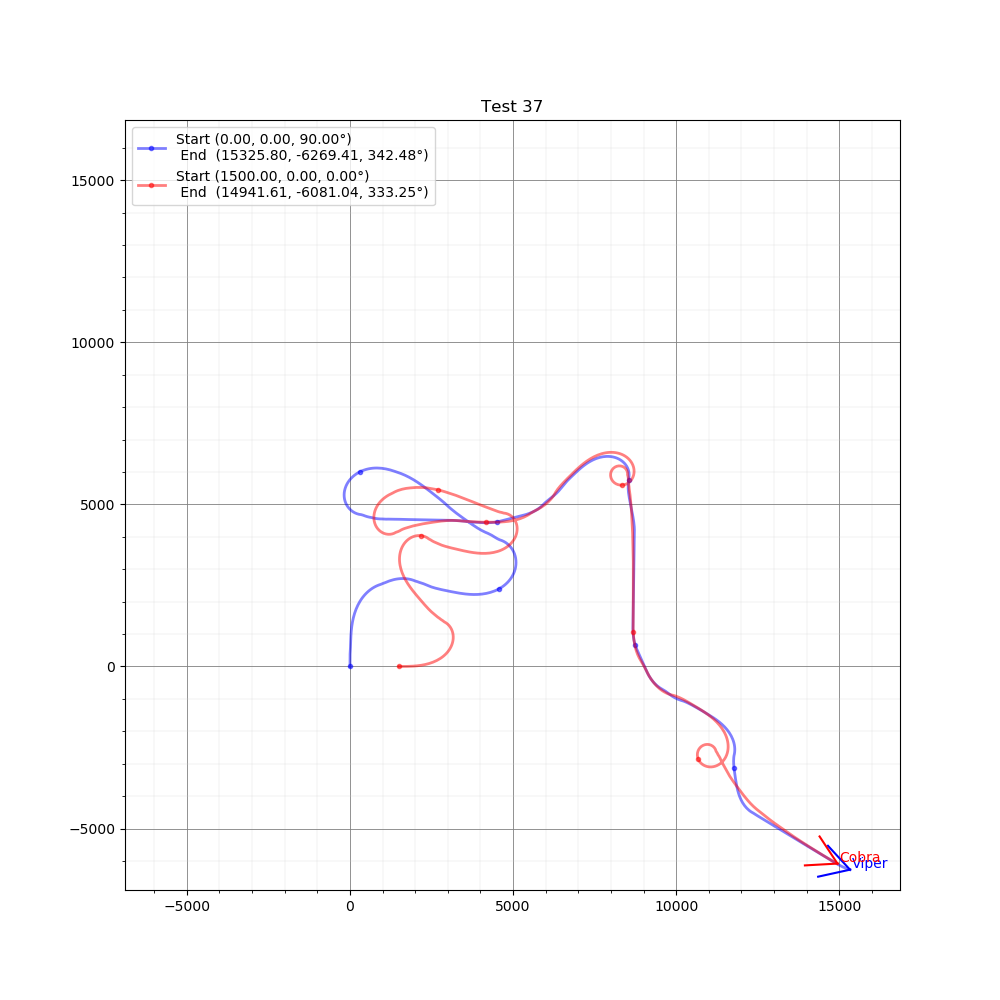 Test 37
Start (0.00, 0.00, 90.00°)
End  (15325.80, -6269.41, 342.48°)
Start (1500.00, 0.00, 0.00°)
End  (14941.61, -6081.04, 333.25°)
15000
10000
5000
0
−5000
Cobra
Viper
−5000
0
5000
10000
15000